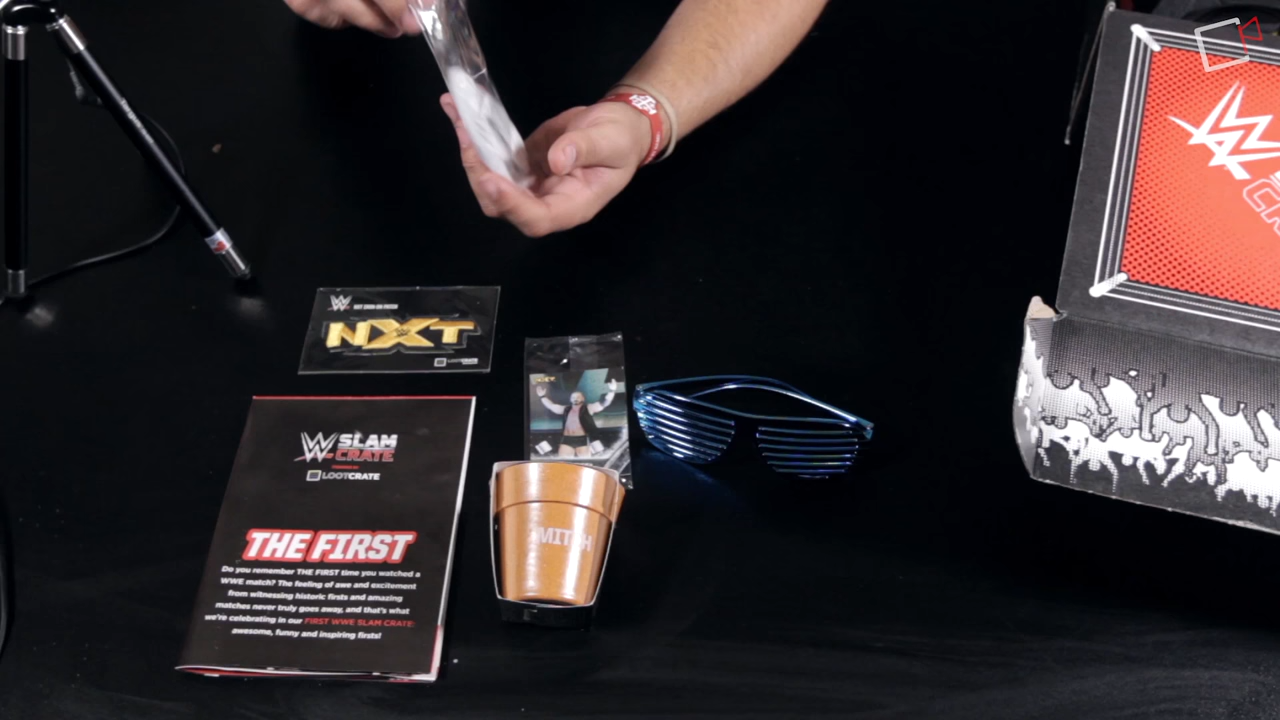 NXT
LOOTCRATE
SLAM
CRATE
LOOTCRATE
THE FIRST
Do you remember THE FIRST time you watched a
WWE match? The feeling of awe and excitement
from witnessing historic firsts and amazing
matches never truly goes away, and that's what
we're celebrating in our FIRST WWE SLAM CRATE:
awesome, funny and inspiring firsts!
MITCH